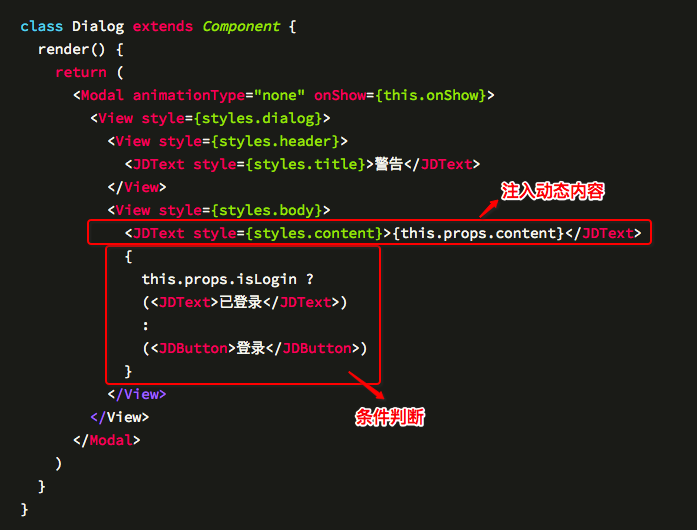 class Dialog extends Component {
render() {
return (
<Modal animationType="none" onShow={this.onShow}>
<View style={styles.dialog}>
<View style={styles.header}>
<JDText style={styles.title}>警告</JDText>
</View>
注入动态内容
<View style={styles.body}>
<JDText style={styles.content}>{this.props.content}</JDText>
{
this.props.isLogin ?
(<JDText>已登录</JDText>)
:
(<JDButton>登录</JDButton>)
}
</View>
条件判断
</View>
</Modal>
)
}
}